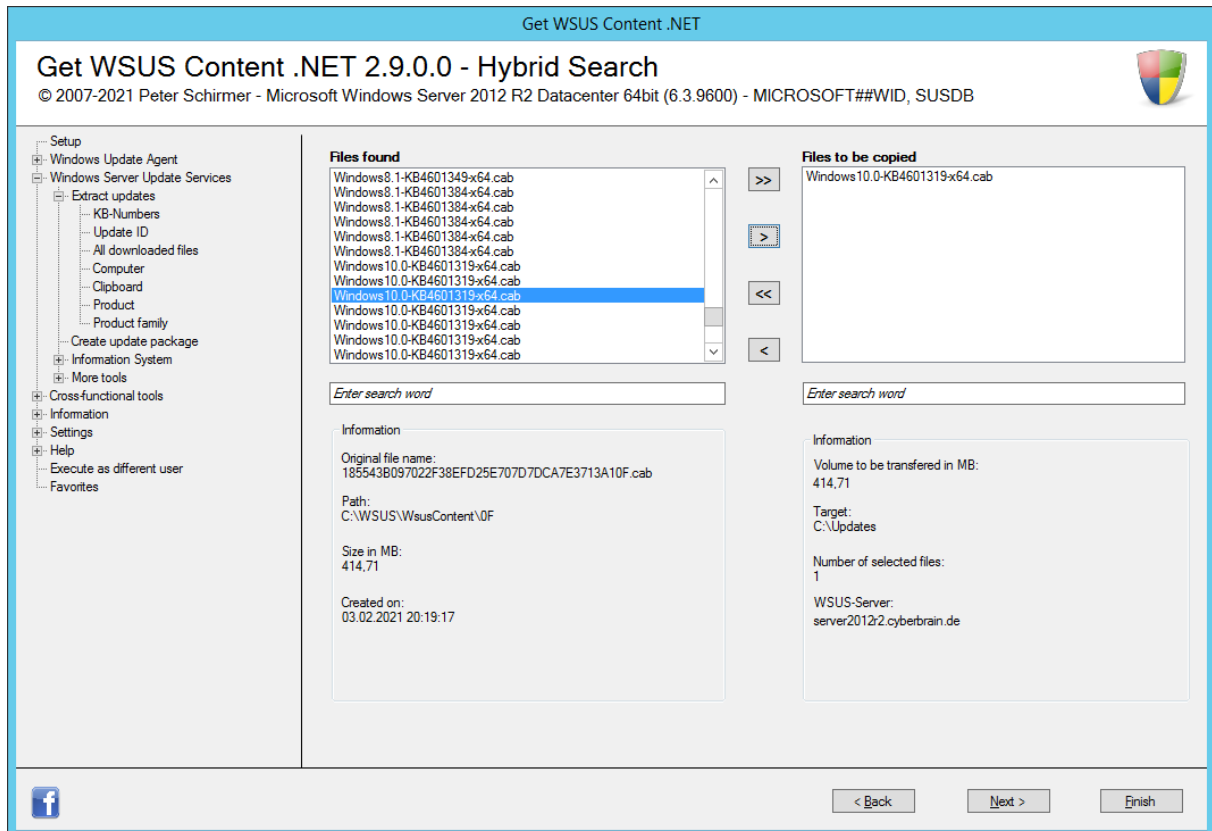 Get WSUS Content .NET
Get WSUS Content .NET 2.9.0.0 - Hybrid Search
© 2007-2021 Peter Schirmer - Microsoft Windows Server 2012 R2 Datacenter 64bit (6.3.9600) - MICROSOFT##WID, SUSDB
Setup
Windows Update Agent
Windows Server Update Services
Extract updates
KB-Numbers
Update ID
All downloaded files
Computer
Clipboard
Product
Product family
Create update package
Information System
More tools
Cross-functional tools
Information
Settings
Help
Execute as different user
Favorites
Files found
Windows8.1-KB4601349-x64.cab
Windows8.1-KB4601384-x64.cab
Windows8.1-KB4601384-x64.cab
Windows8.1-KB4601384-x64.cab
Windows8.1-KB4601384-x64.cab
Windows8.1-KB4601384-x64.cab
Windows10.0-KB4601319-x64.cab
Windows10.0-KB4601319-x64.cab
Windows10.0-KB4601319-x64.cab
Windows10.0-KB4601319-x64.cab
Windows10.0-KB4601319-x64.cab
Windows10.0-KB4601319-x64.cab
Windows10.0-KB4601319-x64.cab
Enter search word
Information
Original file name:
185543B097022F38EFD25E707D7DCA7E3713A10F.cab
Path:
C:\WSUS\WsusContent\0F
Size in MB:
414,71
Created on:
03.02.2021 20:19:17
>>
>
<<
<
Files to be copied
Windows10.0-KB4601319-x64.cab
Enter search word
Information
Volume to be transfered in MB:
414,71
Target:
C:\Updates
Number of selected files:
1
WSUS-Server:
server2012r2.cyberbrain.de
f
< Back
Next >
Finish